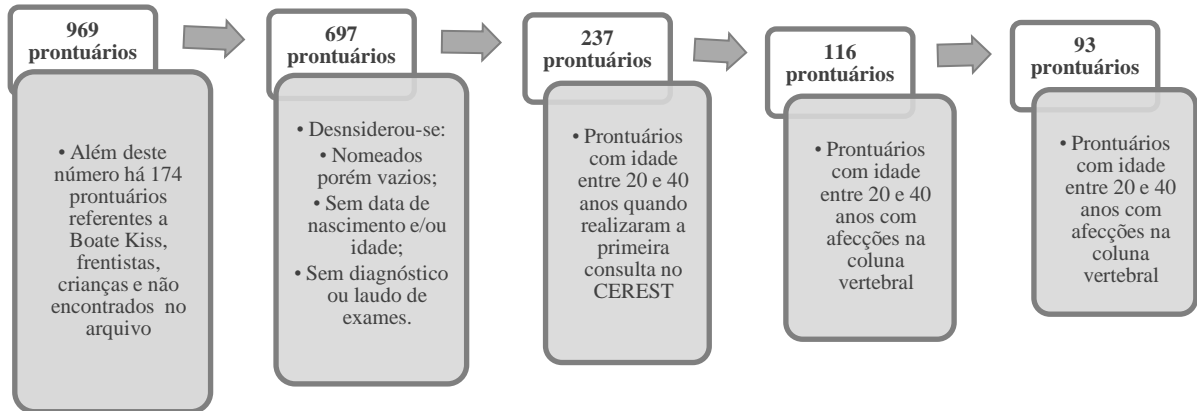 969
prontuários
• Além deste
número há 174
prontuários
referentes a
Boate Kiss,
frentistas,
crianças e não
encontrados no
arquivo
697
prontuários
• Desnsiderou-se:
• Nomeados
porém vazios;
• Sem data de
nascimento e/ou
idade;
• Sem diagnóstico
ou laudo de
exames.
237
prontuários
• Prontuários
com idade
entre 20 e 40
anos quando
realizaram a
primeira
consulta no
CEREST
116
prontuários
• Prontuários
com idade
entre 20 e 40
anos com
afecções na
coluna
vertebral
93
prontuários
• Prontuários
com idade
entre 20 e 40
anos com
afecções na
coluna
vertebral